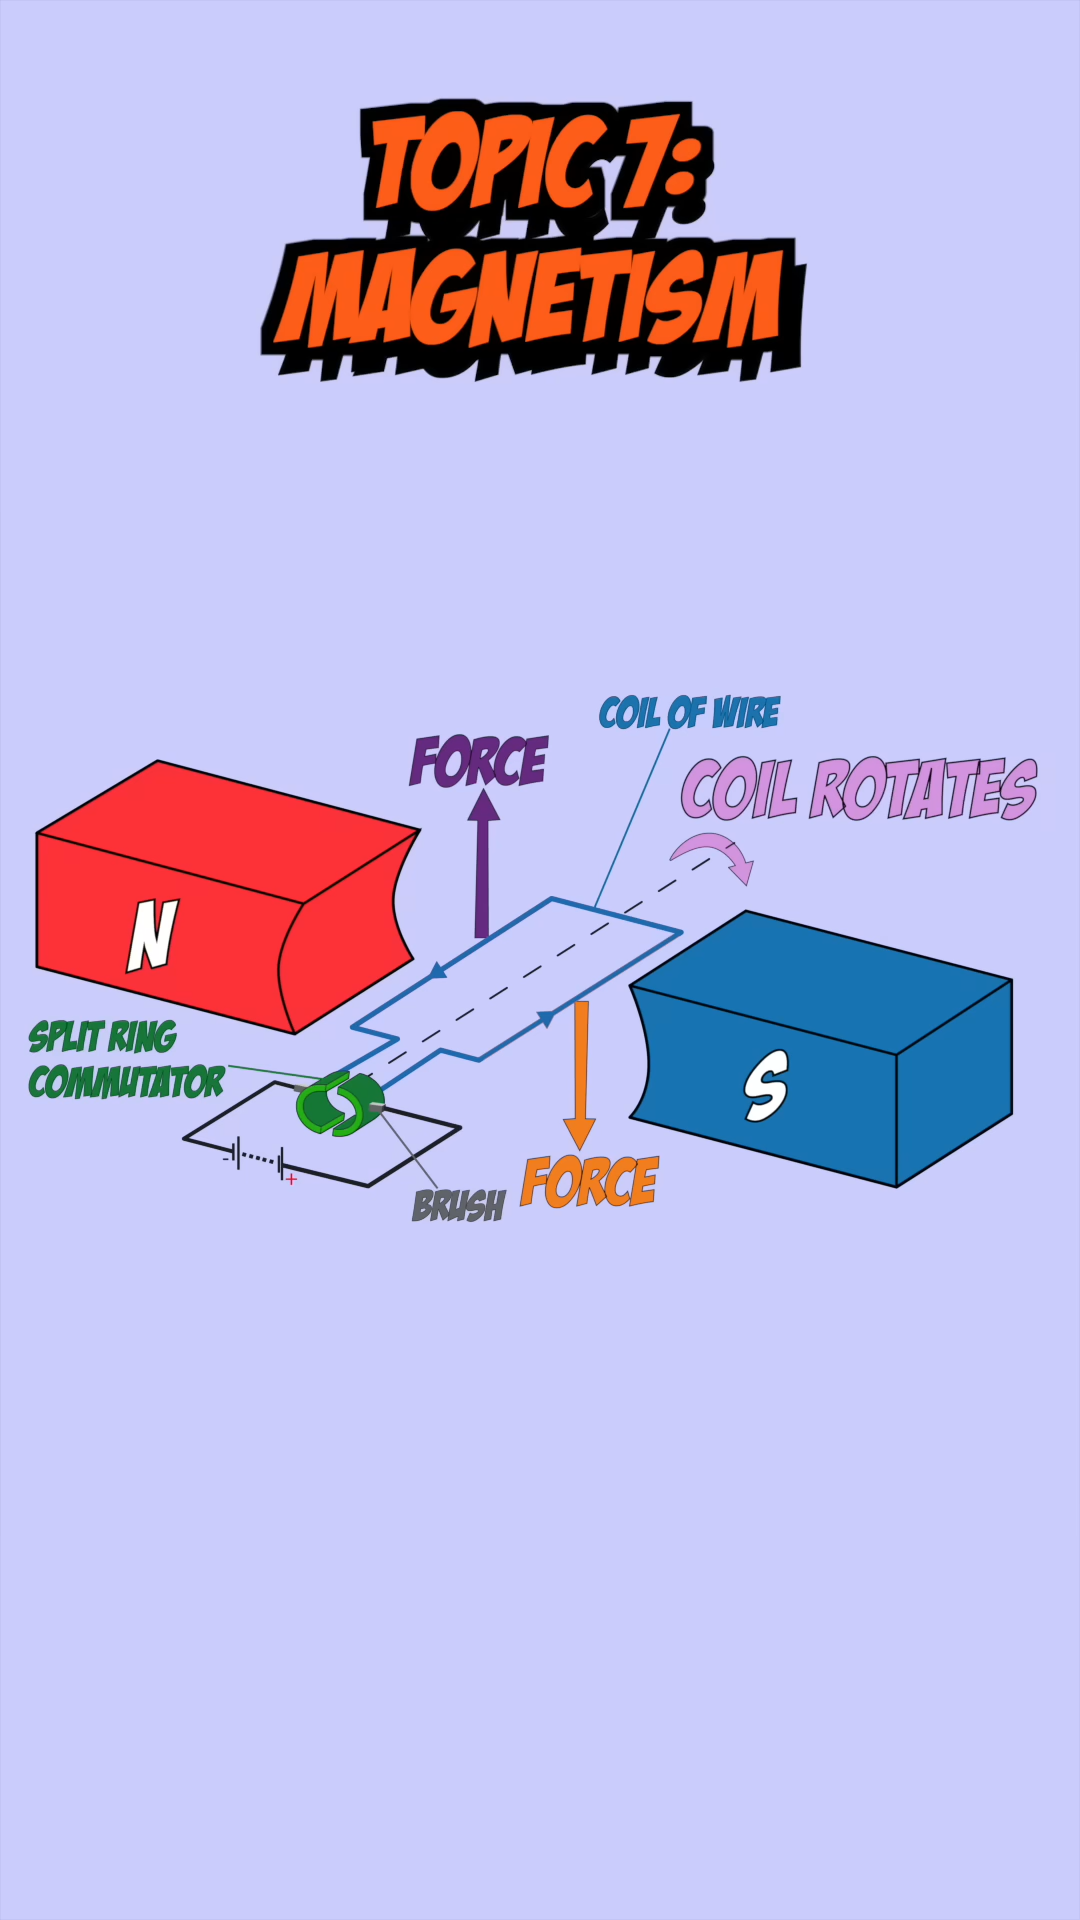 TOPIC 7:
MAGNETISM
COIL OF WIRE
FORCE
COIL ROTATES
N
SPLIT RING
COMMUTATOR
S
-
+
FORCE
BRUSH